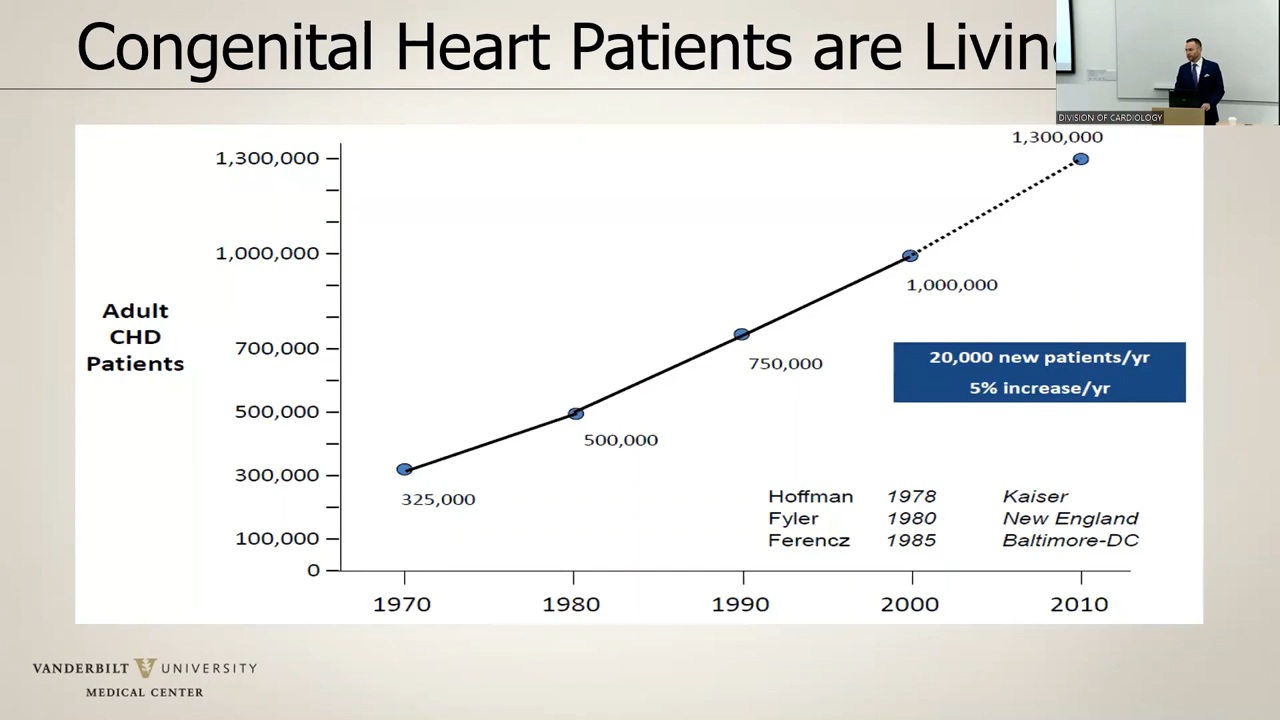 Congenital Heart Patients are Living
DIVISION OF CARDIOLOGY
1,300,000
1,300,000
1,000,000
1,000,000
Adult
CHD
Patients
700,000
750,000
20,000 new patients/yr
5% increase/yr
500,000
500,000
300,000
325,000
Hoffman 1978 Kaiser
Fyler 1980 New England
Ferencz 1985 Baltimore-DC
100,000
0
1970 1980 1990 2000 2010
VANDERBILT UNIVERSITY
MEDICAL CENTER